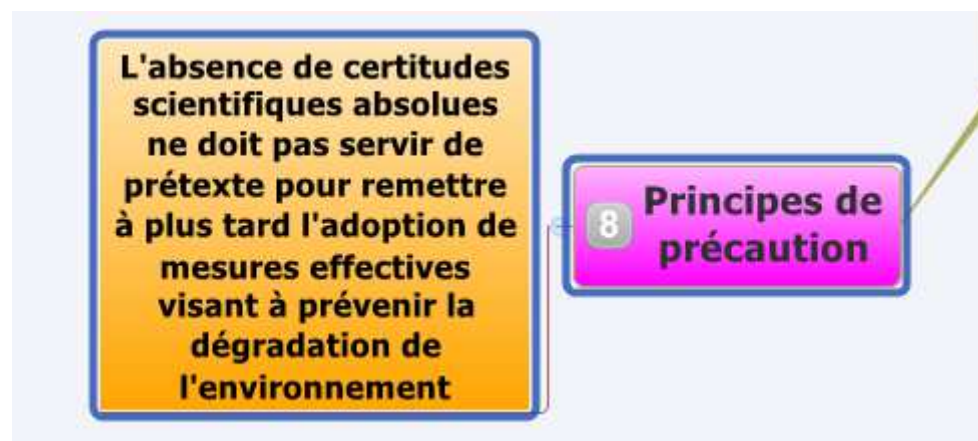 L'absence de certitudes
scientifiques absolues
ne doit pas servir de
prétexte pour remettre
à plus tard l'adoption de
mesures effectives
visant à prévenir la
dégradation de
l'environnement
8
Principes de
précaution